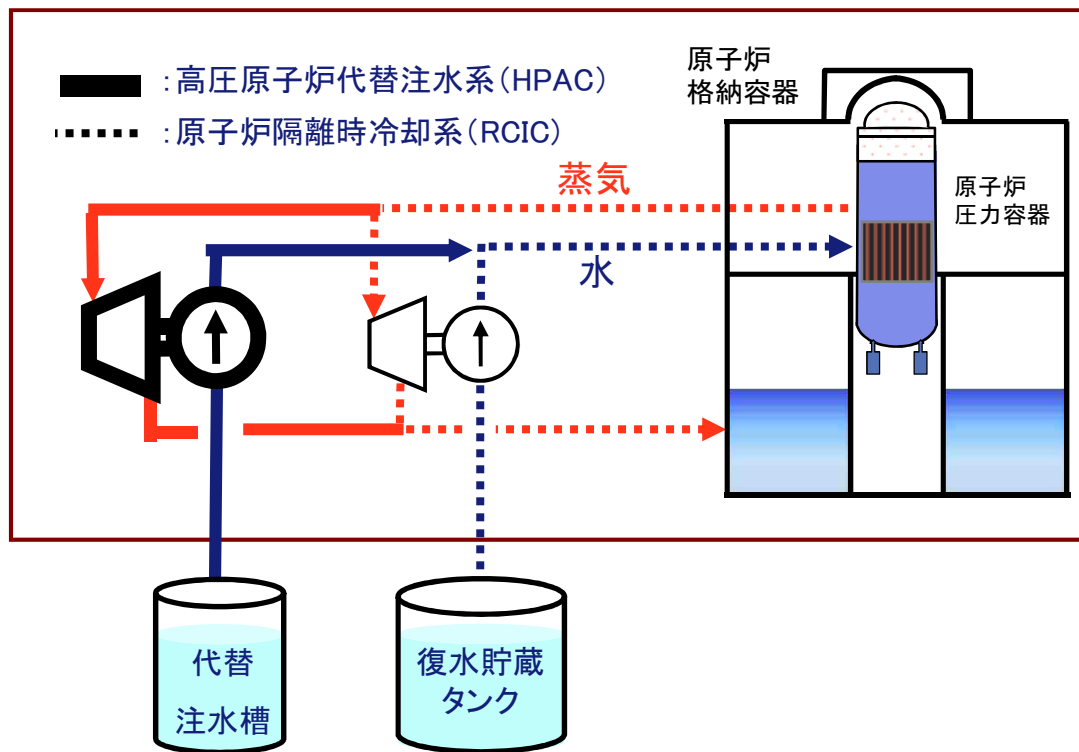 :高圧原子炉代替注水系(HPAC)
:原子炉隔離時冷却系(RCIC)
原子炉
格納容器
蒸気
原子炉
圧力容器
水
代替
注水槽
復水貯蔵
タンク